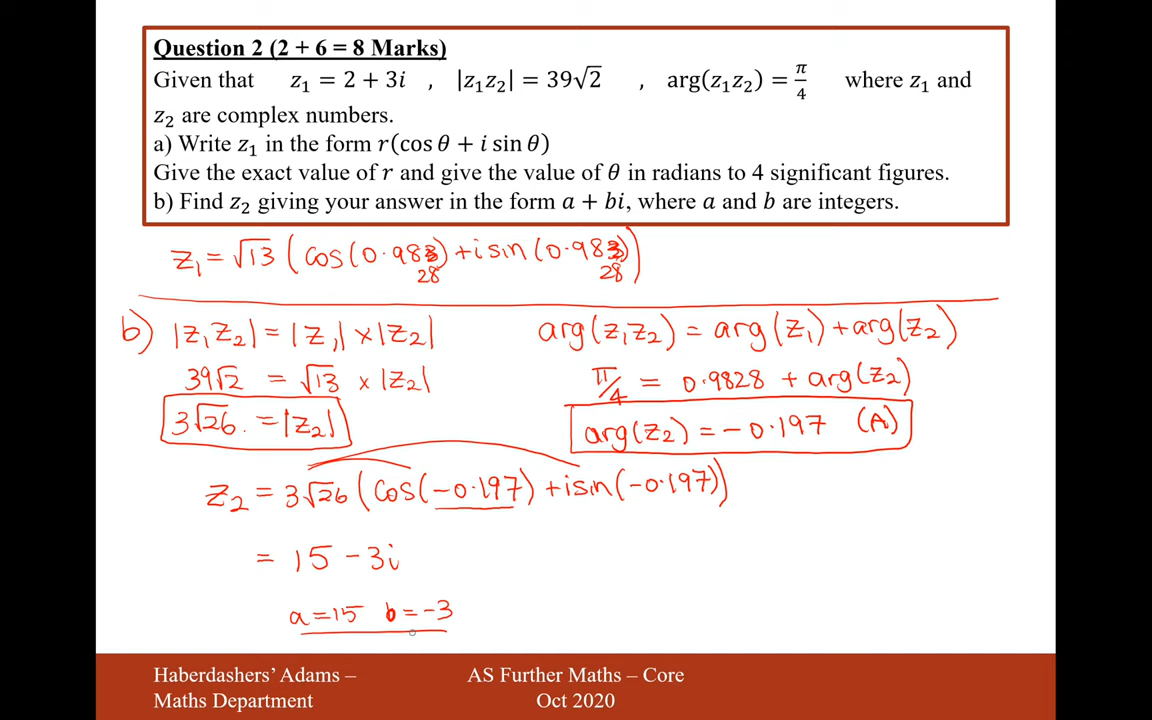 Question 2 (2 + 6 = 8 Marks)
Given that z₁ = 2 + 3i , |z₁z₂| = 39√2 , arg(z₁z₂) = π/4 where z₁ and
z₂ are complex numbers.
a) Write z₁ in the form r(cos θ + i sin θ)
Give the exact value of r and give the value of θ in radians to 4 significant figures.
b) Find z₂ giving your answer in the form a + bi, where a and b are integers.
z₁ = √13 (cos(0.983) + i sin(0.983))
28 28
b) |z₁z₂| = |z₁| × |z₂| arg(z₁z₂) = arg(z₁) + arg(z₂)
39√2 = √13 × |z₂| π/4 = 0.9828 + arg(z₂)
3√26. = |z₂| arg(z₂) = -0.197 (A)
z₂ = 3√26 (cos(-0.197) + i sin(-0.197))
= 15 - 3i
a = 15 b = -3
Haberdashers' Adams – AS Further Maths – Core
Maths Department Oct 2020